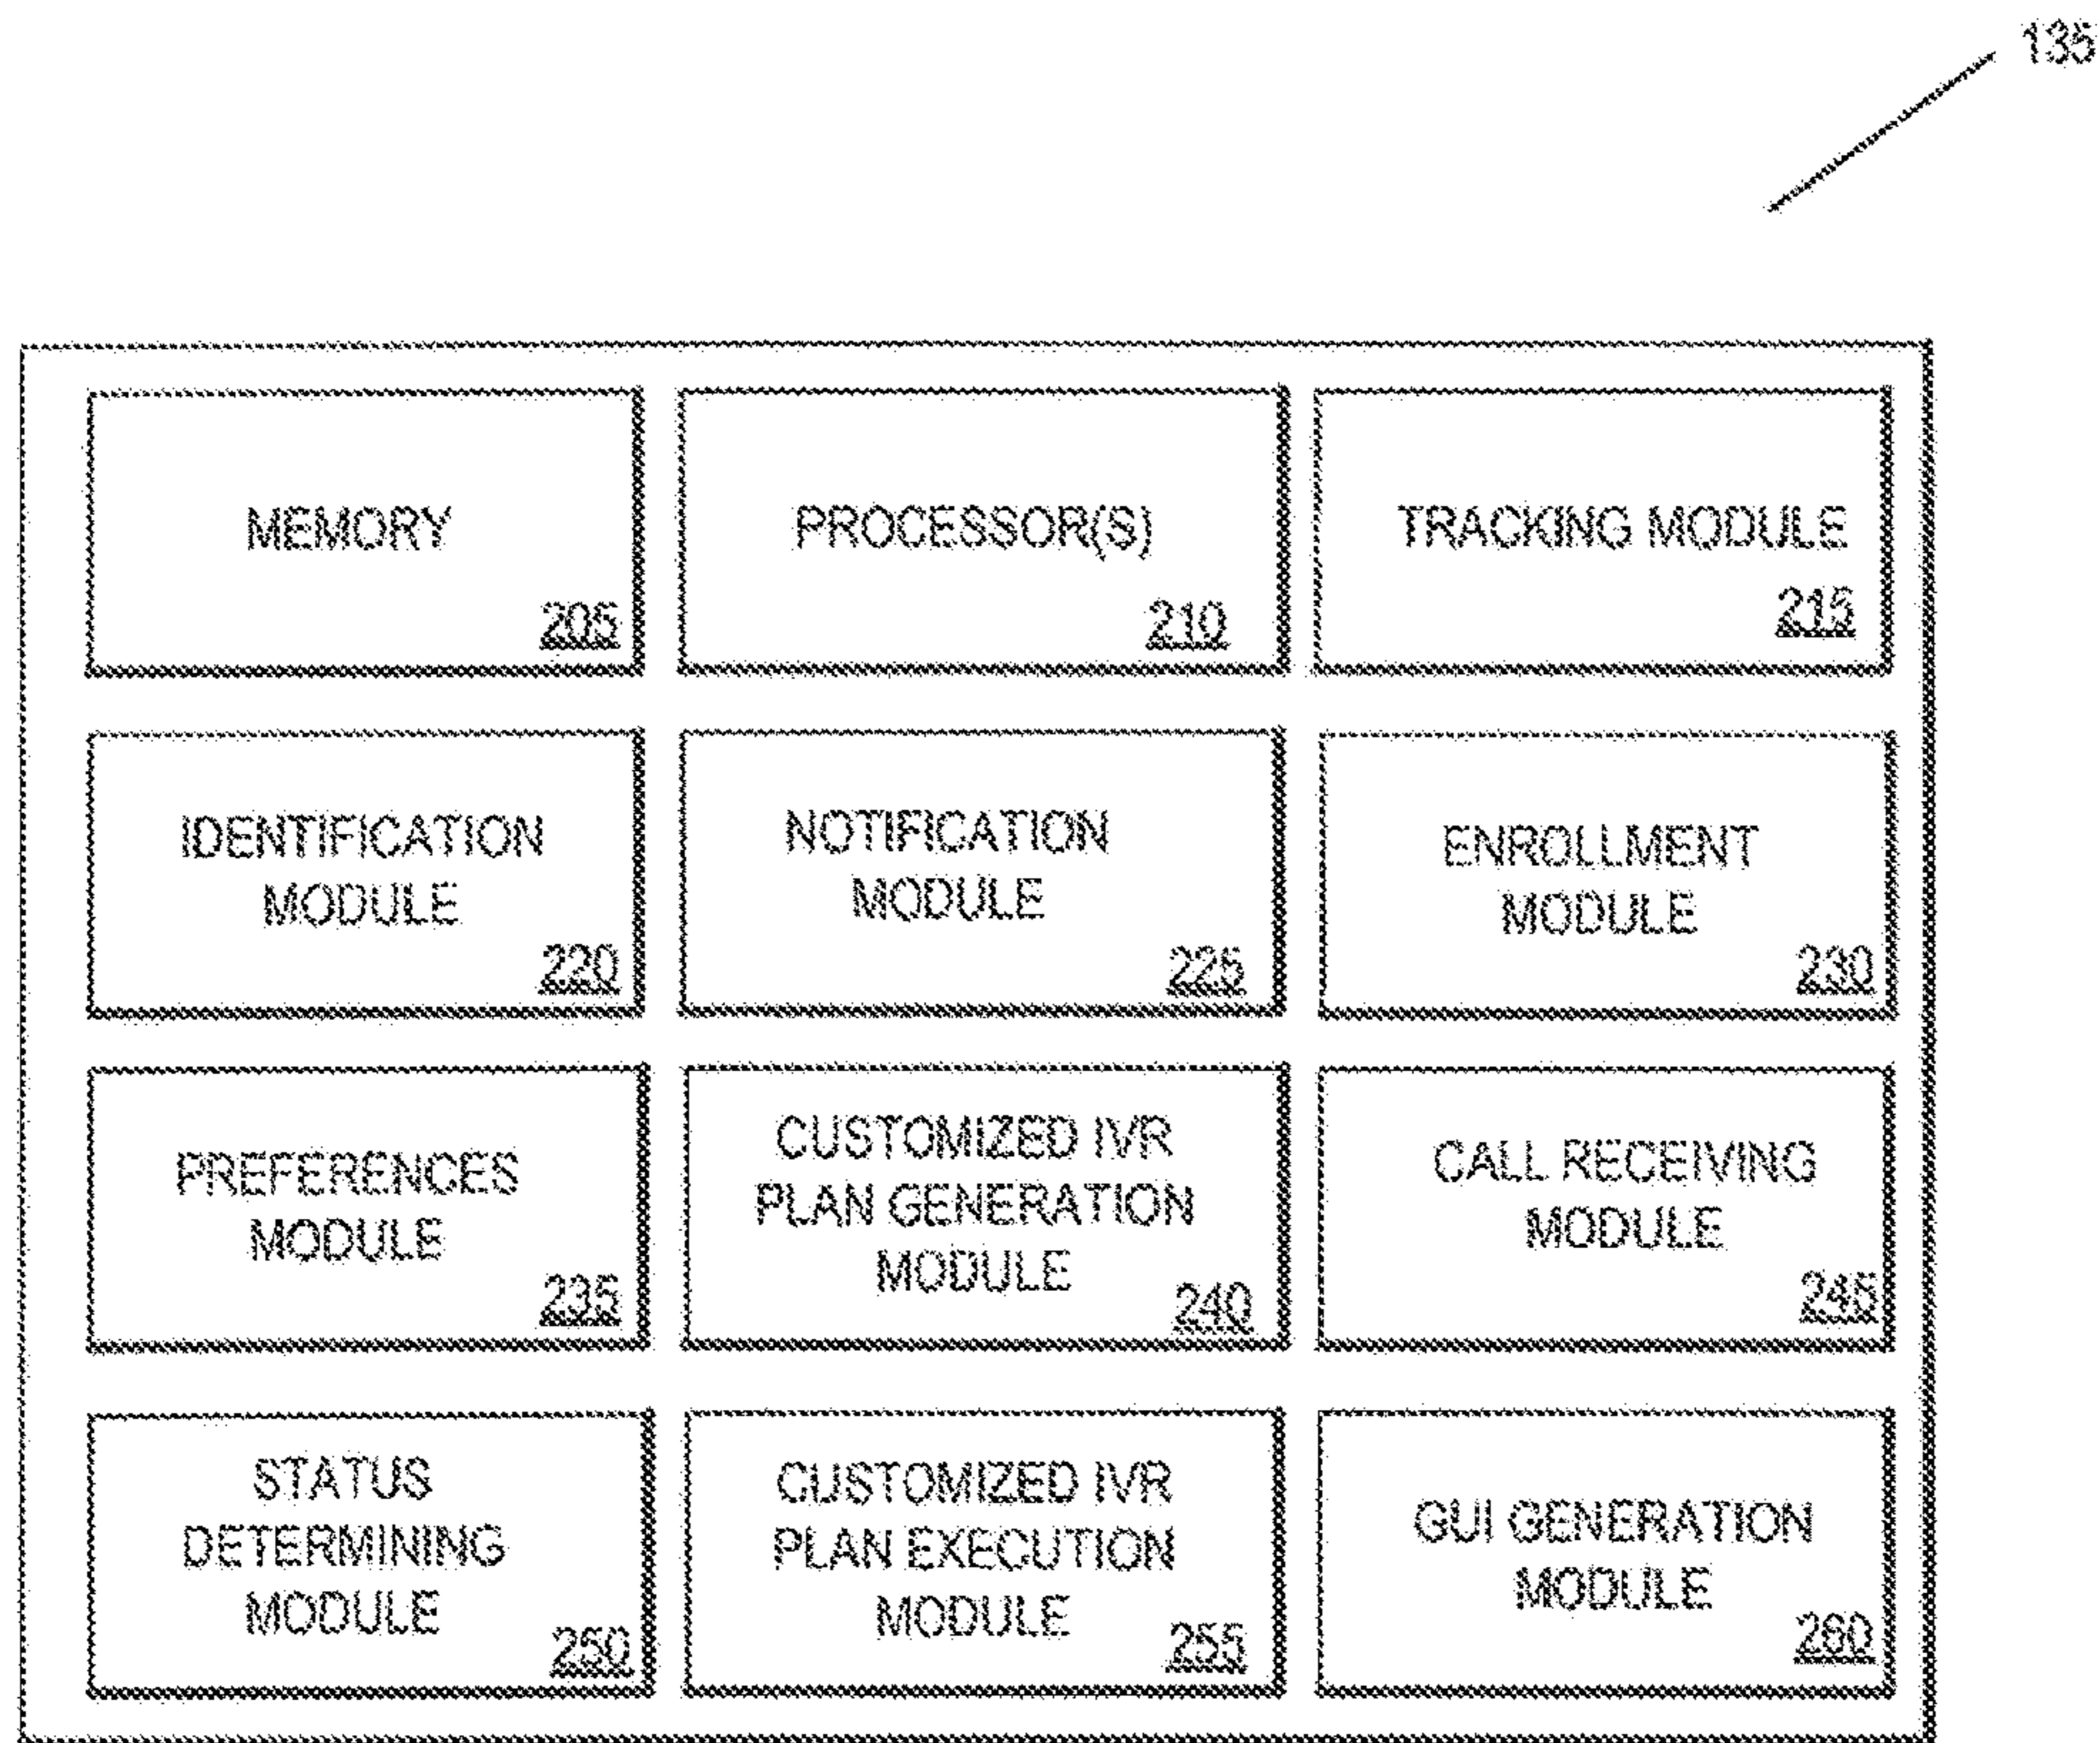 135
MEMORY
205
PROCESSOR(S)
210
TRACKING MODULE
215
IDENTIFICATION
MODULE
220
NOTIFICATION
MODULE
225
ENROLLMENT
MODULE
230
PREFERENCES
MODULE
235
CUSTOMIZED IVR
PLAN GENERATION
MODULE
240
CALL RECEIVING
MODULE
245
STATUS
DETERMINING
MODULE
250
CUSTOMIZED IVR
PLAN EXECUTION
MODULE
255
GUI GENERATION
MODULE
260